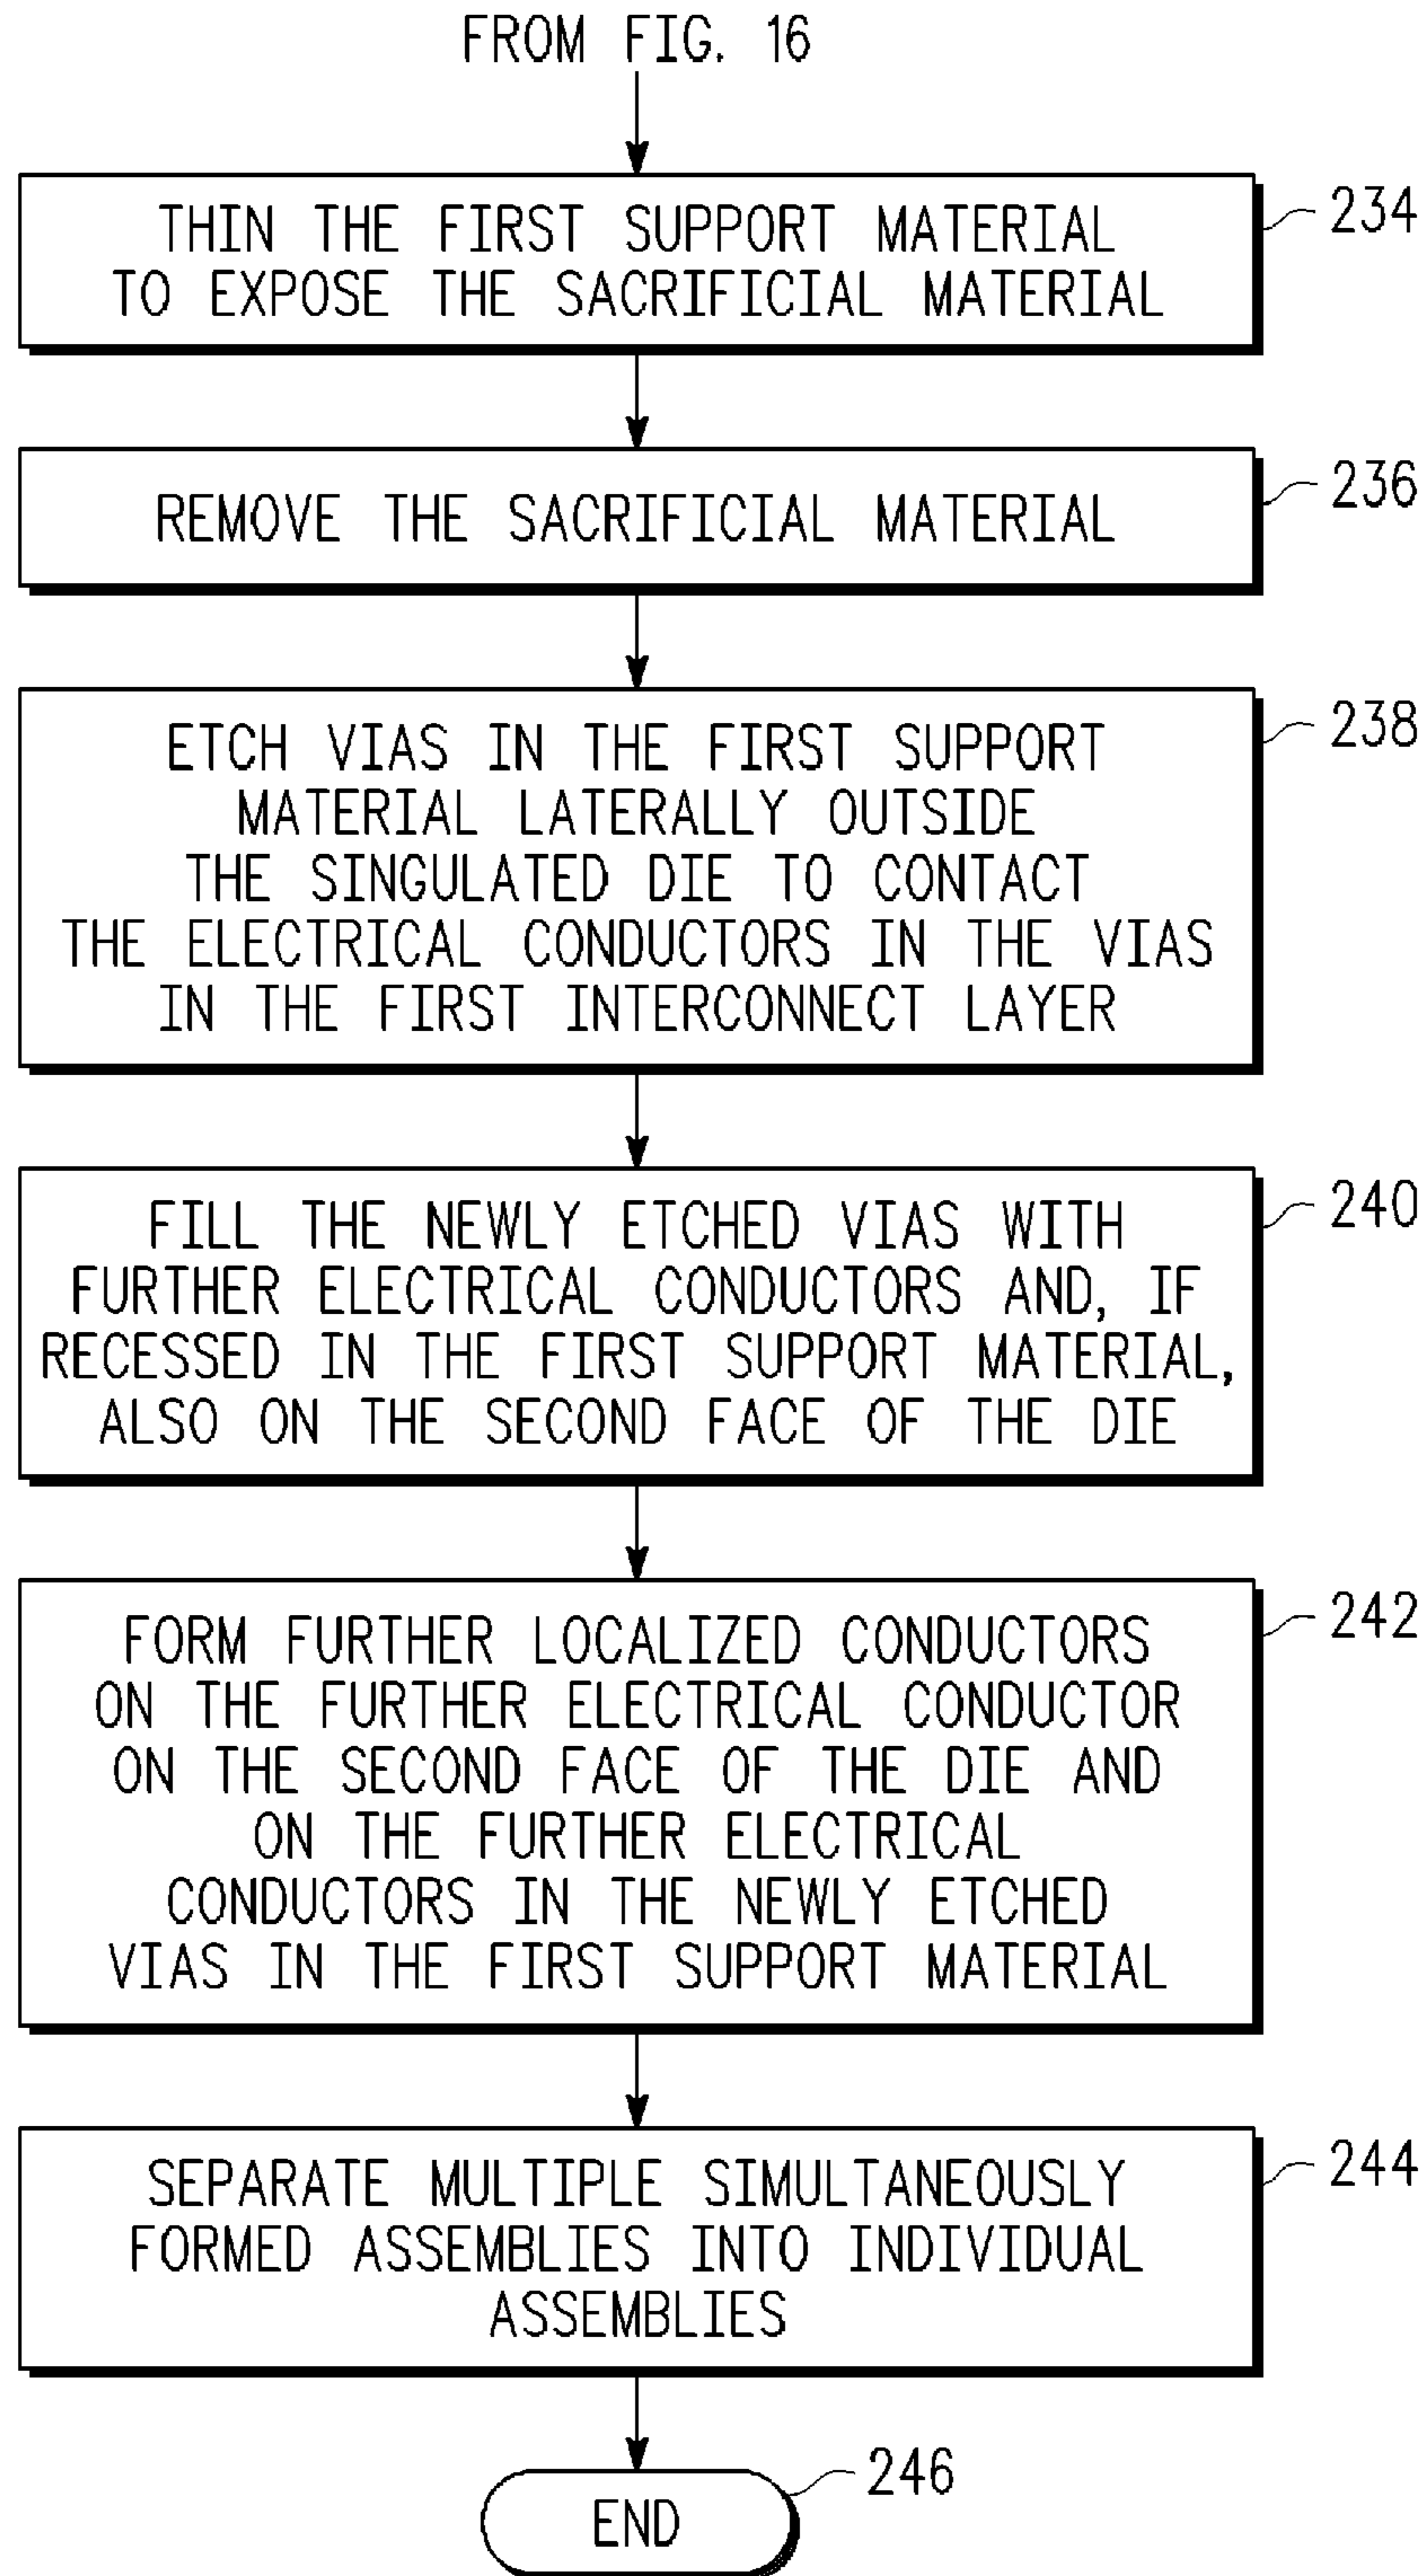 FROM FIG. 16
THIN THE FIRST SUPPORT MATERIAL
TO EXPOSE THE SACRIFICIAL MATERIAL
234
REMOVE THE SACRIFICIAL MATERIAL
236
ETCH VIAS IN THE FIRST SUPPORT
MATERIAL LATERALLY OUTSIDE
THE SINGULATED DIE TO CONTACT
THE ELECTRICAL CONDUCTORS IN THE VIAS
IN THE FIRST INTERCONNECT LAYER
238
FILL THE NEWLY ETCHED VIAS WITH
FURTHER ELECTRICAL CONDUCTORS AND, IF
RECESSED IN THE FIRST SUPPORT MATERIAL,
ALSO ON THE SECOND FACE OF THE DIE
240
FORM FURTHER LOCALIZED CONDUCTORS
ON THE FURTHER ELECTRICAL CONDUCTOR
ON THE SECOND FACE OF THE DIE AND
ON THE FURTHER ELECTRICAL
CONDUCTORS IN THE NEWLY ETCHED
VIAS IN THE FIRST SUPPORT MATERIAL
242
SEPARATE MULTIPLE SIMULTANEOUSLY
FORMED ASSEMBLIES INTO INDIVIDUAL
ASSEMBLIES
244
END
246